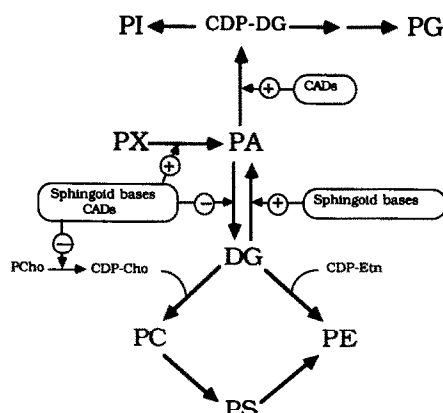 PI CDP-DG PG
+ CADs
PX PA
+
Sphingoid bases
CADs
− + Sphingoid bases
−
DG
PCho CDP-Cho CDP-Etn
PC PE
PS